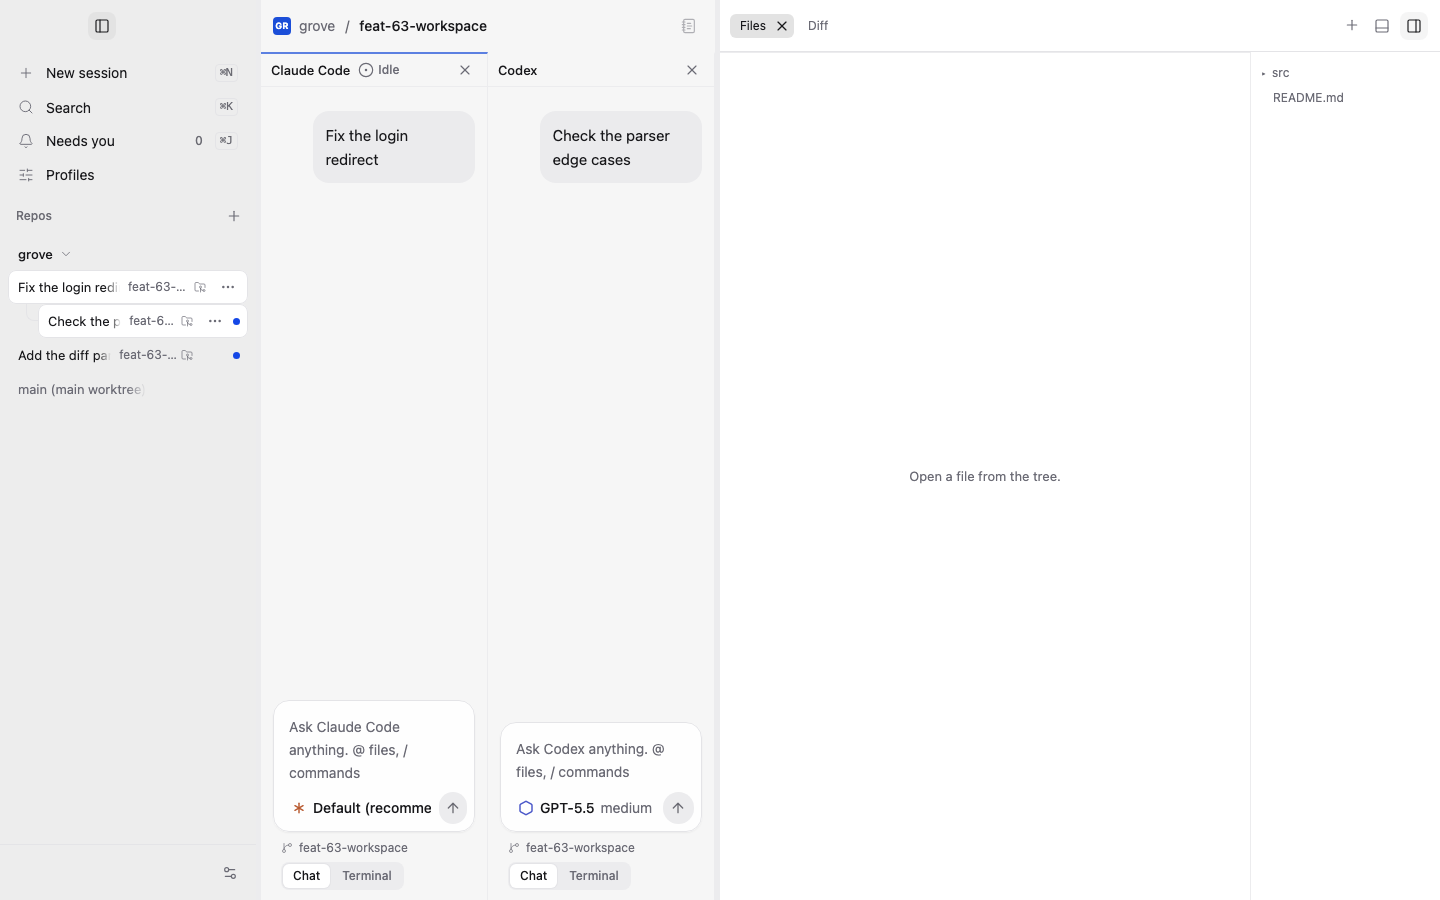 New session ⌘N
Search ⌘K
Needs you 0 ⌘J
Profiles
Repos
grove
Fix the login redi feat-63-...
Check the p feat-6...
Add the diff pa feat-63-...
main (main worktree)
GR grove / feat-63-workspace
Claude Code Idle
Fix the login
redirect
Ask Claude Code
anything. @ files, /
commands
Default (recomme
feat-63-workspace
Chat Terminal
Codex
Check the parser
edge cases
Ask Codex anything. @
files, / commands
GPT-5.5 medium
feat-63-workspace
Chat Terminal
Files Diff
Open a file from the tree.
src
README.md